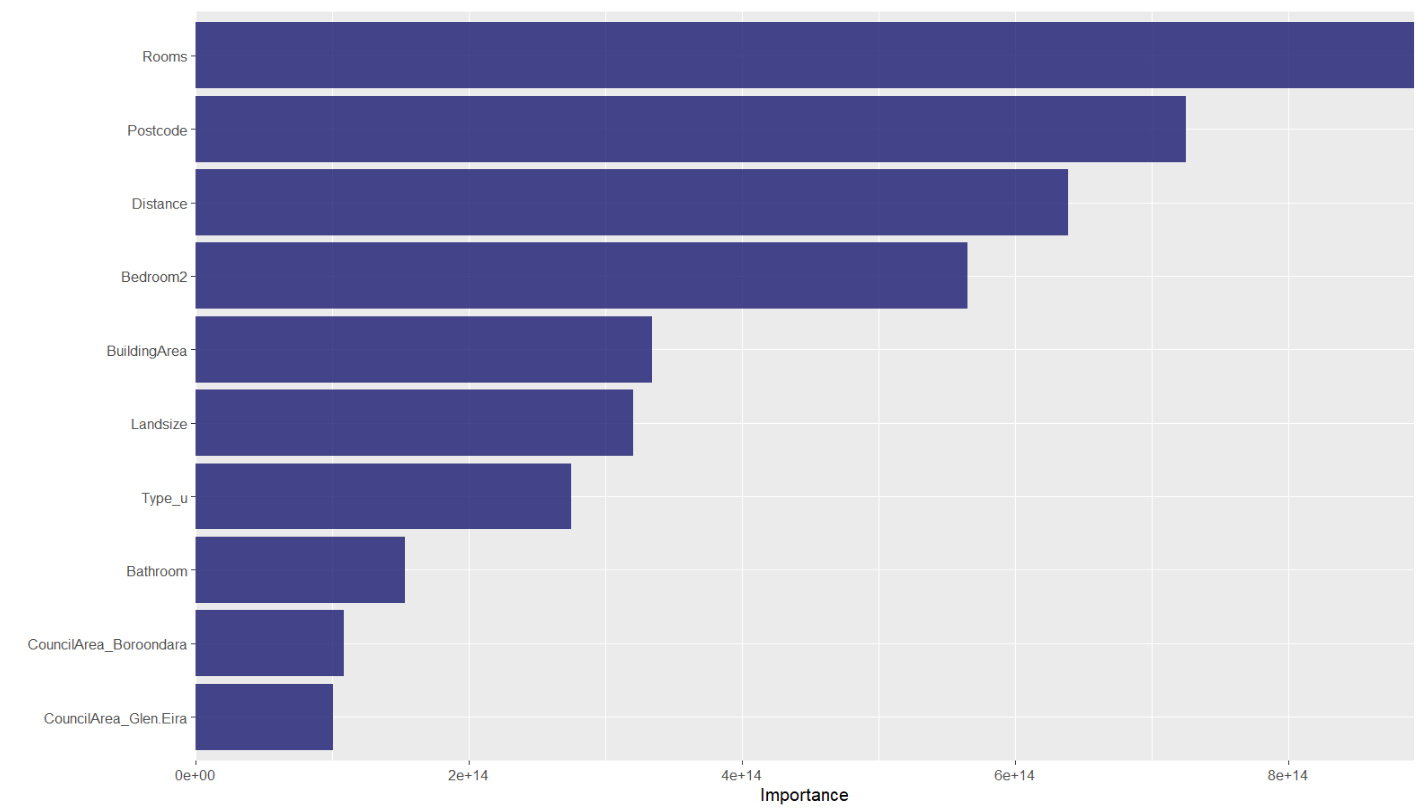 Rooms
Postcode
Distance
Bedroom2
BuildingArea
Landsize
Type_u
Bathroom
CouncilArea_Boroondara
CouncilArea_Glen.Eira
0e+00 2e+14 4e+14 6e+14 8e+14
Importance